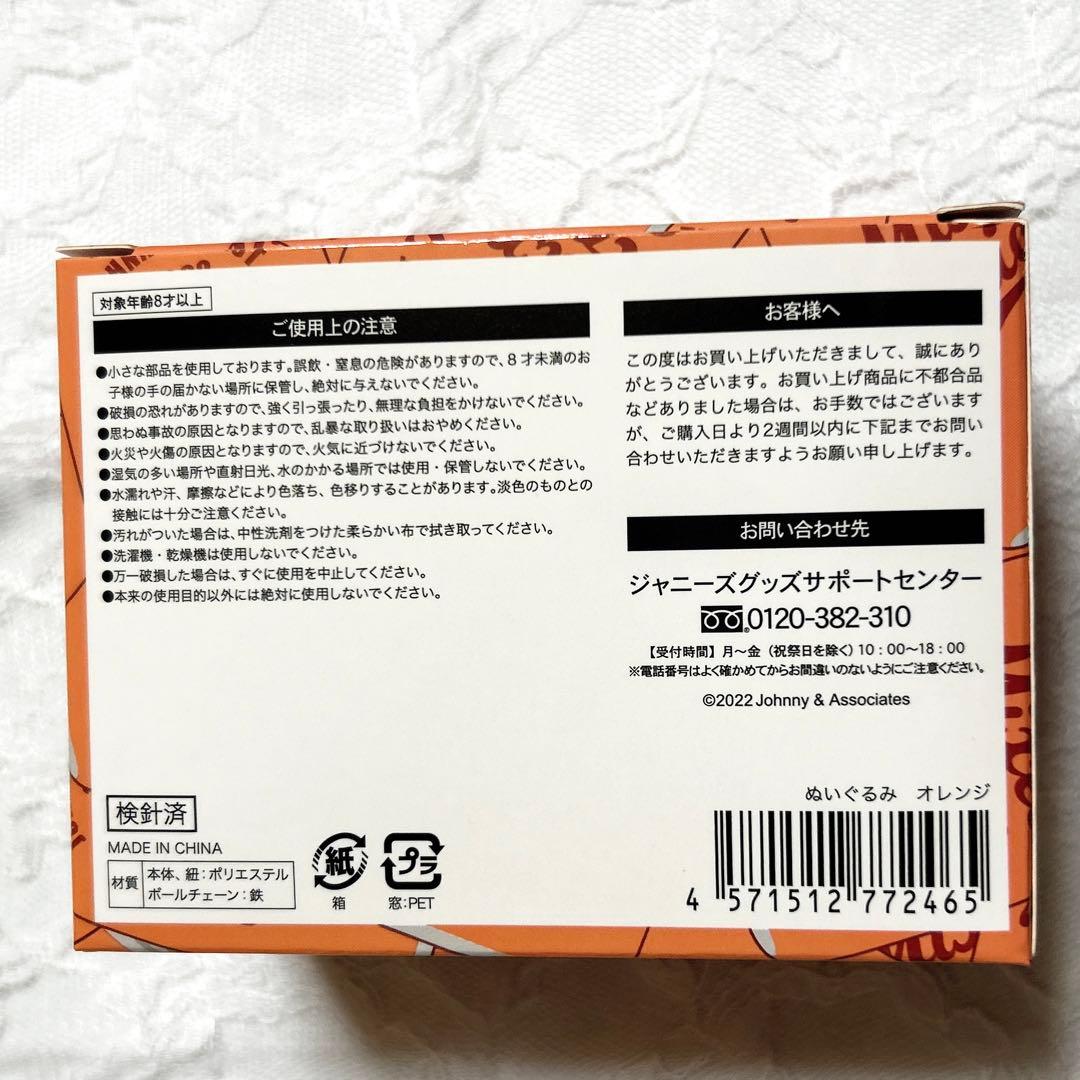 対象年齢8才以上
ご使用上の注意
●小さな部品を使用しております。誤飲・窒息の危険がありますので、8才未満のお
子様の手の届かない場所に保管し、絶対に与えないでください。
●破損の恐れがありますので、強く引っ張ったり、無理な負担をかけないでください。
●思わぬ事故の原因となりますので、乱暴な取り扱いはおやめください。
●火災や火傷の原因となりますので、火気に近づけないでください。
●湿気の多い場所や直射日光、水のかかる場所では使用・保管しないでください。
●水濡れや汗、摩擦などにより色落ち、色移りすることがあります。淡色のものとの
接触には十分ご注意ください。
●汚れがついた場合は、中性洗剤をつけた柔らかい布で拭き取ってください。
●洗濯機・乾燥機は使用しないでください。
●万一破損した場合は、すぐに使用を中止してください。
●本来の使用目的以外には絶対に使用しないでください。
お客様へ
この度はお買い上げいただきまして、誠にあり
がとうございます。お買い上げ商品に不都合品
などありました場合は、お手数ではございます
が、ご購入日より2週間以内に下記までお問い
合わせいただきますようお願い申し上げます。
お問い合わせ先
ジャニーズグッズサポートセンター
0120-382-310
【受付時間】月〜金（祝祭日を除く）10：00〜18：00
※電話番号はよく確かめてからお間違いのないようにご注意ください。
©2022 Johnny & Associates
検針済
MADE IN CHINA
材質
本体、紐：ポリエステル
ボールチェーン：鉄
紙
箱
プラ
窓：PET
ぬいぐるみ　オレンジ
4 571512 772465